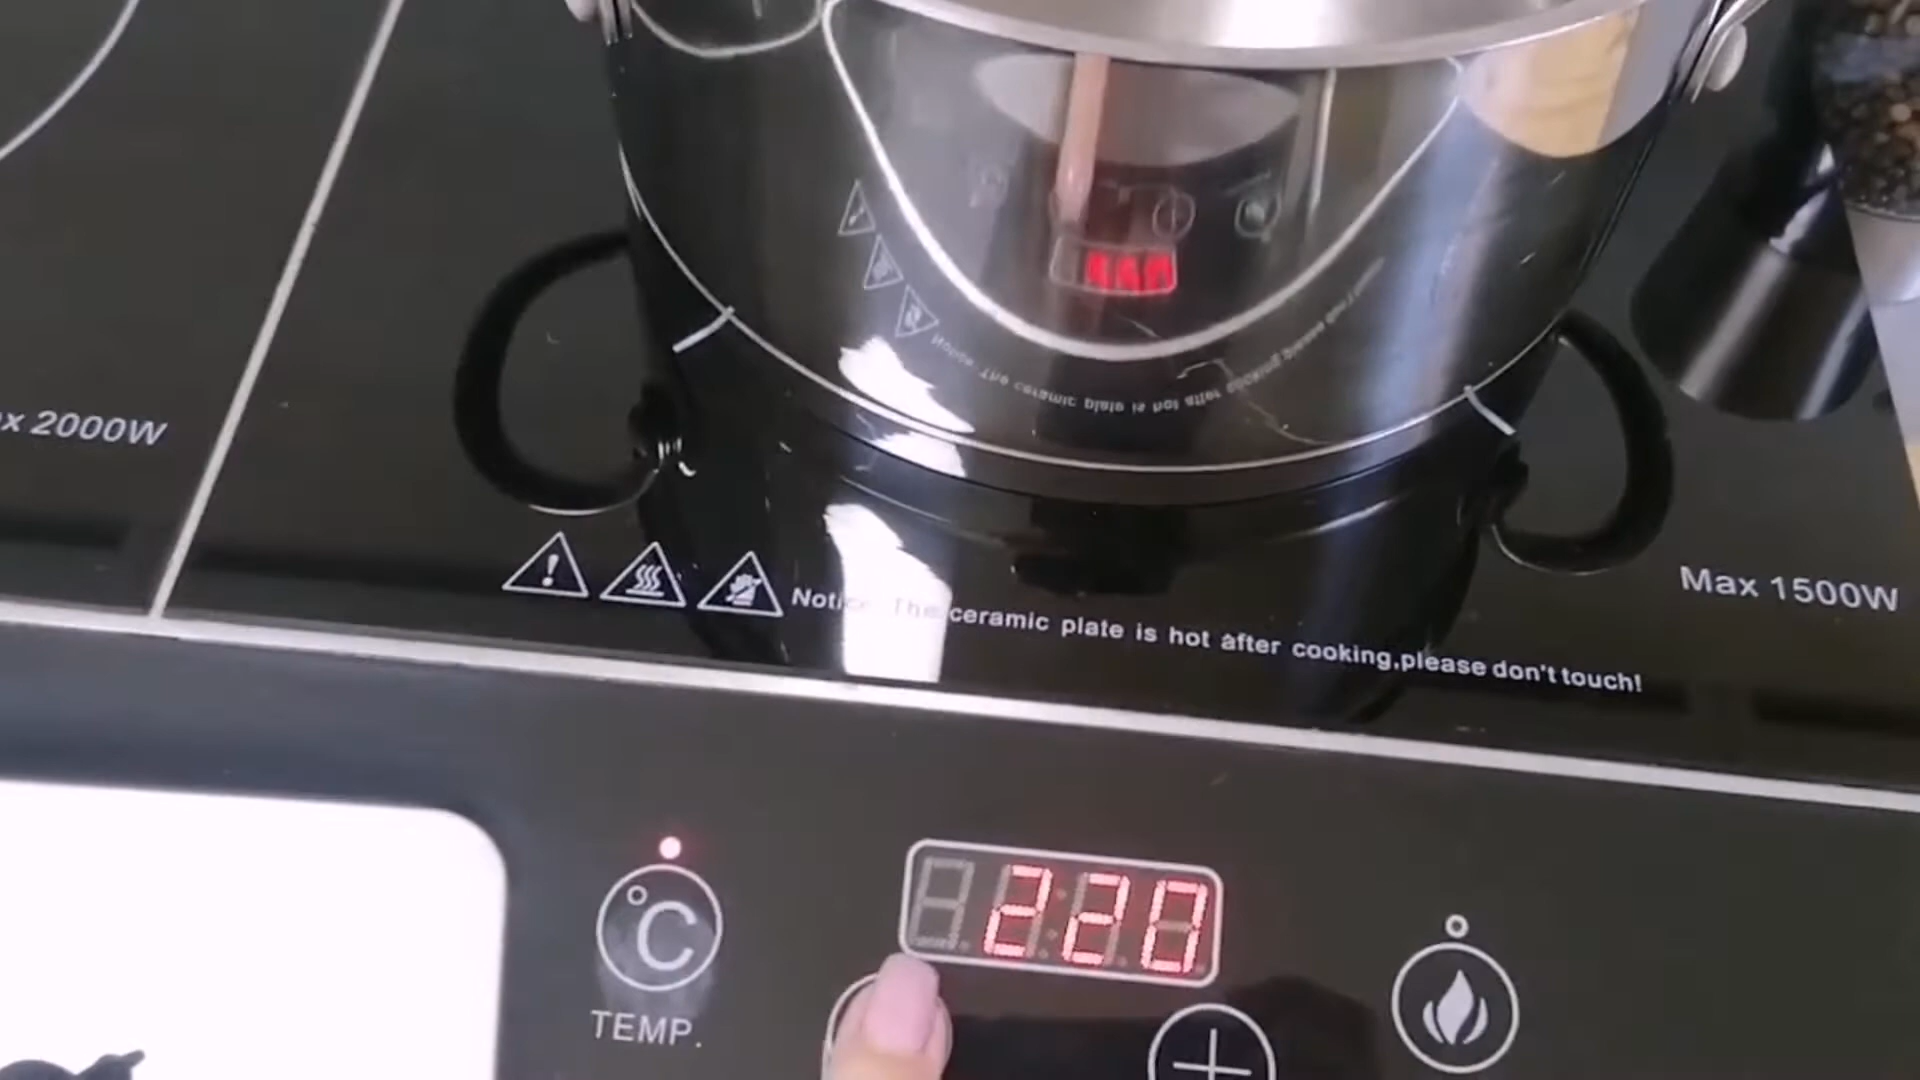 x 2000W
Max 1500W
Notice The ceramic plate is hot after cooking,please don't touch!
220
°C
TEMP.